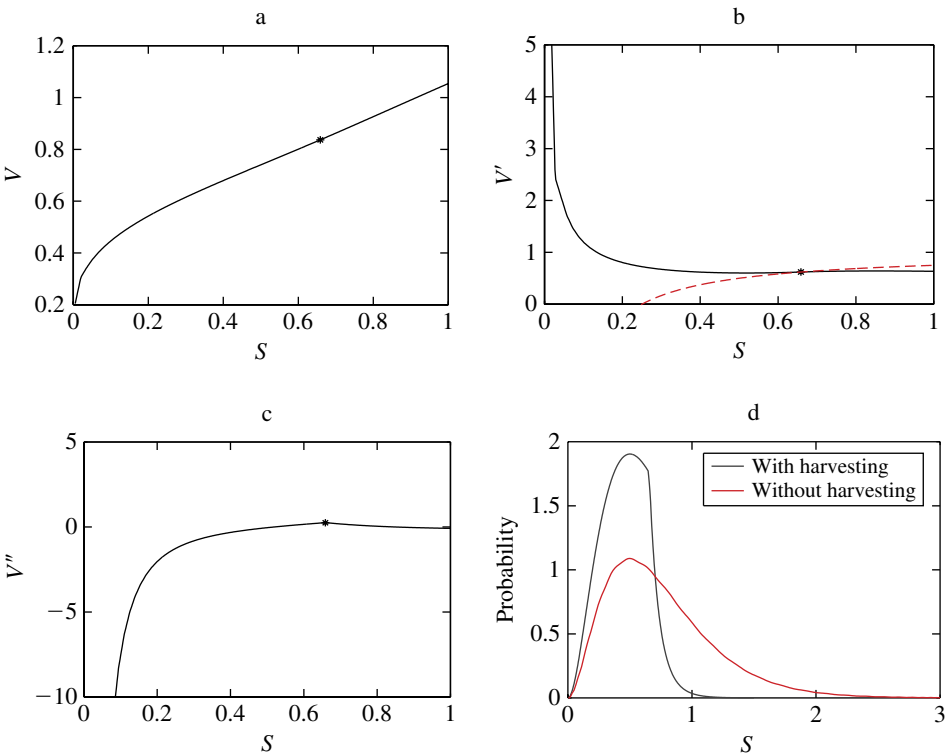 a
1.2
1
0.8
0.6
0.4
0.2
0 0.2 0.4 0.6 0.8 1
V
S
b
5
4
3
2
1
0
0 0.2 0.4 0.6 0.8 1
V′
S
c
5
0
−5
−10
0 0.2 0.4 0.6 0.8 1
V″
S
d
2
1.5
1
0.5
0
0 1 2 3
Probability
S
With harvesting
Without harvesting